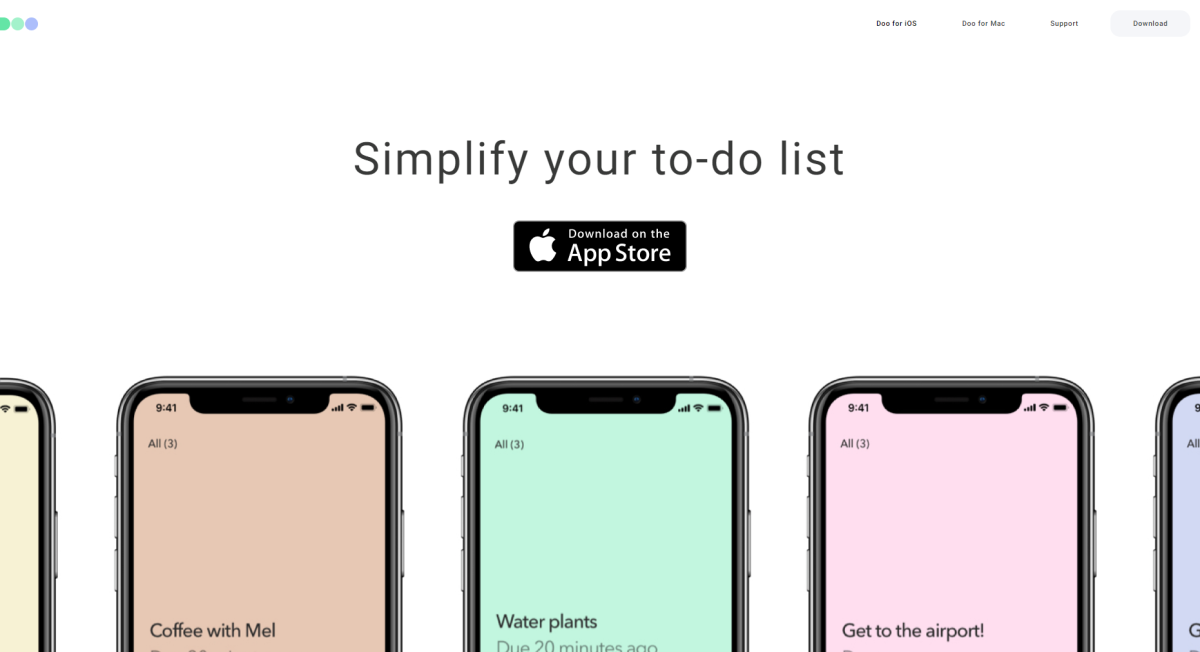 Doo for iOS
Doo for Mac
Support
Download
Simplify your to-do list
Download on the
App Store
9:41
9:41
9:41
9
All (3)
All (3)
All (3)
All
Coffee with Mel
Water plants
Due 20 minutes ago
Get to the airport!
G